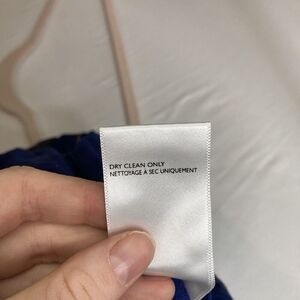 DRY CLEAN ONLY
NETTOYAGE A SEC UNIQUEMENT